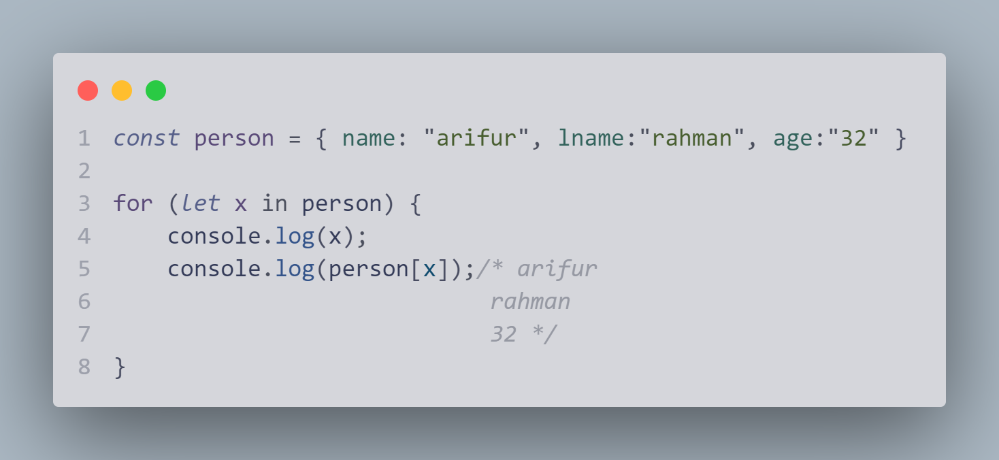 1 const person = { name: "arifur", lname:"rahman", age:"32" }
2
3 for (let x in person) {
4     console.log(x);
5     console.log(person[x]);/* arifur
6                             rahman
7                             32 */
8 }